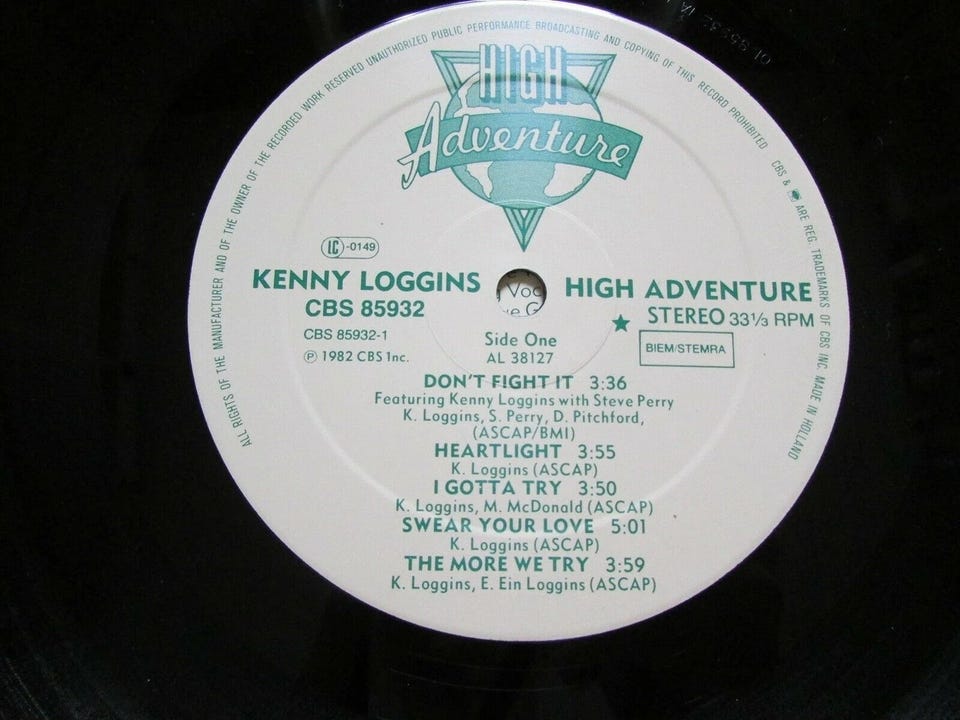 ALL RIGHTS OF THE MANUFACTURER AND OF THE OWNER OF THE RECORDED WORK RESERVED UNAUTHORIZED PUBLIC PERFORMANCE BROADCASTING AND COPYING OF THIS RECORD PROHIBITED CBS & ARE REG. TRADEMARKS OF CBS INC. MADE IN HOLLAND
HIGH
Adventure
LC-0149
KENNY LOGGINS
CBS 85932
CBS 85932-1
℗ 1982 CBS Inc.
HIGH ADVENTURE
★ STEREO 33⅓ RPM
BIEM/STEMRA
Side One
AL 38127
DON'T FIGHT IT 3:36
Featuring Kenny Loggins with Steve Perry
K. Loggins, S. Perry, D. Pitchford,
(ASCAP/BMI)
HEARTLIGHT 3:55
K. Loggins (ASCAP)
I GOTTA TRY 3:50
K. Loggins, M. McDonald (ASCAP)
SWEAR YOUR LOVE 5:01
K. Loggins (ASCAP)
THE MORE WE TRY 3:59
K. Loggins, E. Ein Loggins (ASCAP)